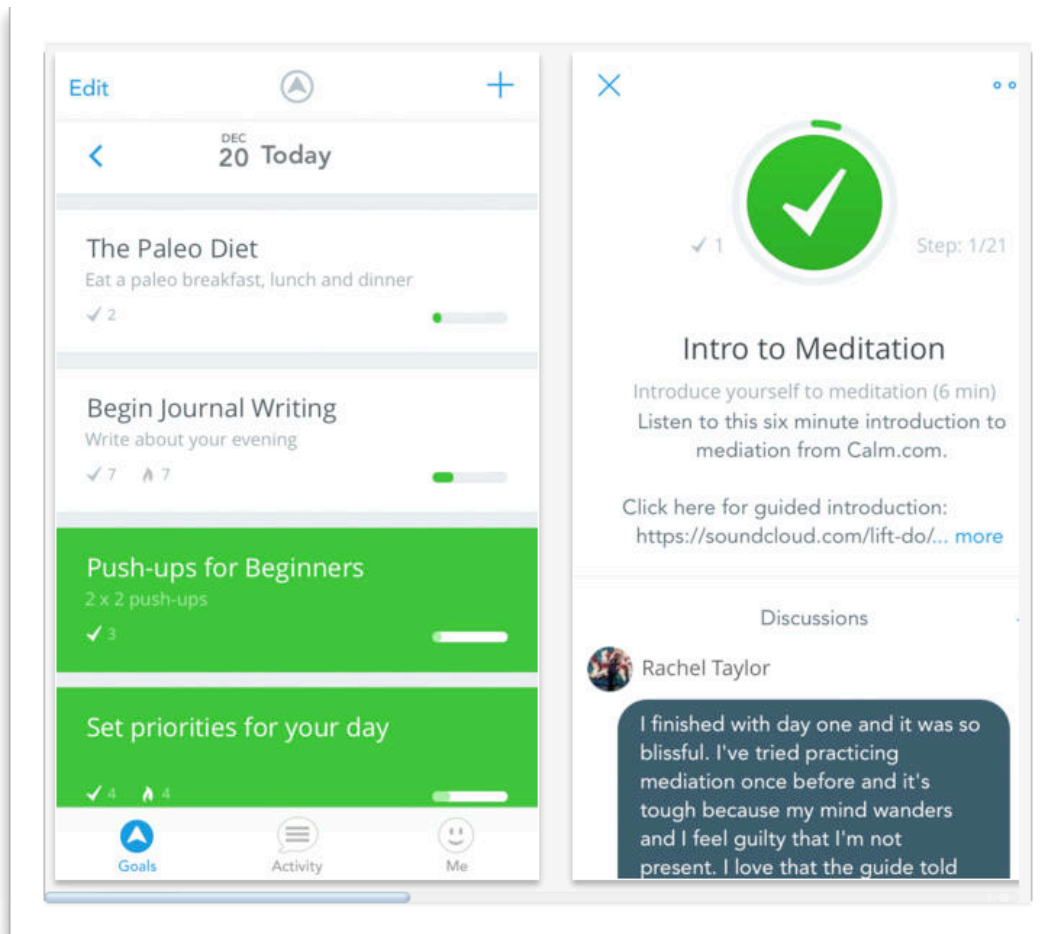 Edit
DEC
20 Today
The Paleo Diet
Eat a paleo breakfast, lunch and dinner
2
Begin Journal Writing
Write about your evening
7 7
Push-ups for Beginners
2 x 2 push-ups
3
Set priorities for your day
4 4
Goals Activity Me
1 Step: 1/21
Intro to Meditation
Introduce yourself to meditation (6 min)
Listen to this six minute introduction to
mediation from Calm.com.
Click here for guided introduction:
https://soundcloud.com/lift-do/... more
Discussions
Rachel Taylor
I finished with day one and it was so
blissful. I've tried practicing
mediation once before and it's
tough because my mind wanders
and I feel guilty that I'm not
present. I love that the guide told